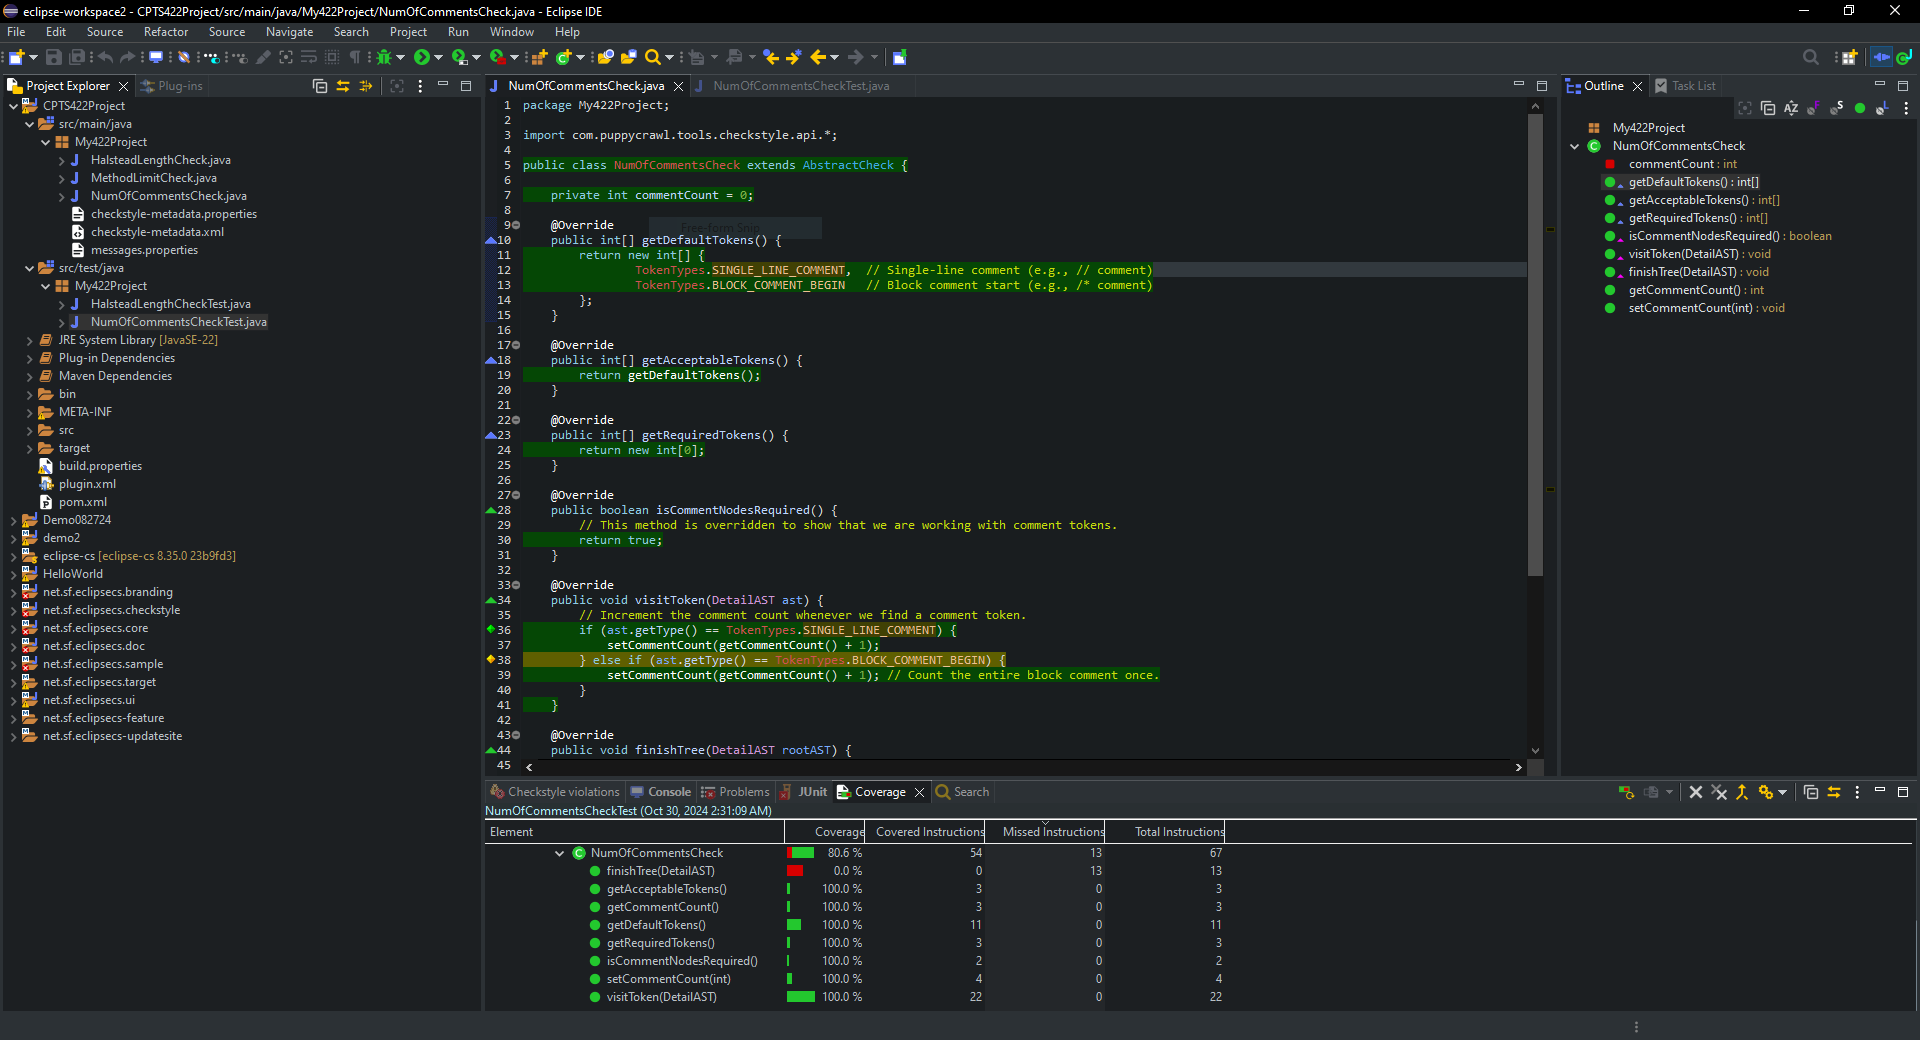 eclipse-workspace2 - CPTS422Project/src/main/java/My422Project/NumOfCommentsCheck.java - Eclipse IDE
File Edit Source Refactor Source Navigate Search Project Run Window Help
Project Explorer Plug-ins
CPTS422Project
src/main/java
My422Project
HalsteadLengthCheck.java
MethodLimitCheck.java
NumOfCommentsCheck.java
checkstyle-metadata.properties
checkstyle-metadata.xml
messages.properties
src/test/java
My422Project
HalsteadLengthCheckTest.java
NumOfCommentsCheckTest.java
JRE System Library [JavaSE-22]
Plug-in Dependencies
Maven Dependencies
bin
META-INF
src
target
build.properties
plugin.xml
pom.xml
Demo082724
demo2
eclipse-cs [eclipse-cs 8.35.0 23b9fd3]
HelloWorld
net.sf.eclipsecs.branding
net.sf.eclipsecs.checkstyle
net.sf.eclipsecs.core
net.sf.eclipsecs.doc
net.sf.eclipsecs.sample
net.sf.eclipsecs.target
net.sf.eclipsecs.ui
net.sf.eclipsecs-feature
net.sf.eclipsecs-updatesite
NumOfCommentsCheck.java NumOfCommentsCheckTest.java
1 package My422Project;
2
3 import com.puppycrawl.tools.checkstyle.api.*;
4
5 public class NumOfCommentsCheck extends AbstractCheck {
6
7 private int commentCount = 0;
8
9 @Override
Free-form Snip
10 public int[] getDefaultTokens() {
11 return new int[] {
12 TokenTypes.SINGLE_LINE_COMMENT, // Single-line comment (e.g., // comment)
13 TokenTypes.BLOCK_COMMENT_BEGIN // Block comment start (e.g., /* comment)
14 };
15 }
16
17 @Override
18 public int[] getAcceptableTokens() {
19 return getDefaultTokens();
20 }
21
22 @Override
23 public int[] getRequiredTokens() {
24 return new int[0];
25 }
26
27 @Override
28 public boolean isCommentNodesRequired() {
29 // This method is overridden to show that we are working with comment tokens.
30 return true;
31 }
32
33 @Override
34 public void visitToken(DetailAST ast) {
35 // Increment the comment count whenever we find a comment token.
36 if (ast.getType() == TokenTypes.SINGLE_LINE_COMMENT) {
37 setCommentCount(getCommentCount() + 1);
38 } else if (ast.getType() == TokenTypes.BLOCK_COMMENT_BEGIN) {
39 setCommentCount(getCommentCount() + 1); // Count the entire block comment once.
40 }
41 }
42
43 @Override
44 public void finishTree(DetailAST rootAST) {
45
Outline Task List
My422Project
NumOfCommentsCheck
commentCount : int
getDefaultTokens() : int[]
getAcceptableTokens() : int[]
getRequiredTokens() : int[]
isCommentNodesRequired() : boolean
visitToken(DetailAST) : void
finishTree(DetailAST) : void
getCommentCount() : int
setCommentCount(int) : void
Checkstyle violations Console Problems JUnit Coverage Search
NumOfCommentsCheckTest (Oct 30, 2024 2:31:09 AM)
Element Coverage Covered Instructions Missed Instructions Total Instructions
NumOfCommentsCheck 80.6 % 54 13 67
finishTree(DetailAST) 0.0 % 0 13 13
getAcceptableTokens() 100.0 % 3 0 3
getCommentCount() 100.0 % 3 0 3
getDefaultTokens() 100.0 % 11 0 11
getRequiredTokens() 100.0 % 3 0 3
isCommentNodesRequired() 100.0 % 2 0 2
setCommentCount(int) 100.0 % 4 0 4
visitToken(DetailAST) 100.0 % 22 0 22